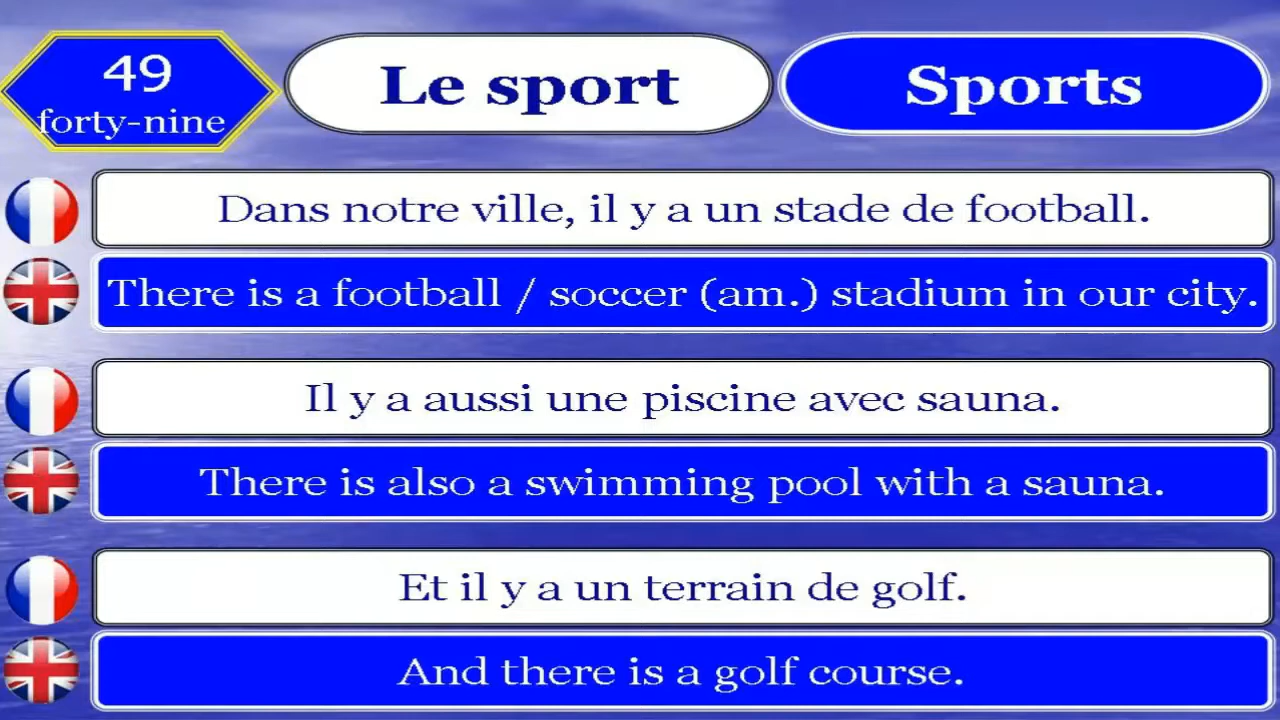 49
forty-nine
Le sport
Sports
Dans notre ville, il y a un stade de football.
There is a football / soccer (am.) stadium in our city.
Il y a aussi une piscine avec sauna.
There is also a swimming pool with a sauna.
Et il y a un terrain de golf.
And there is a golf course.